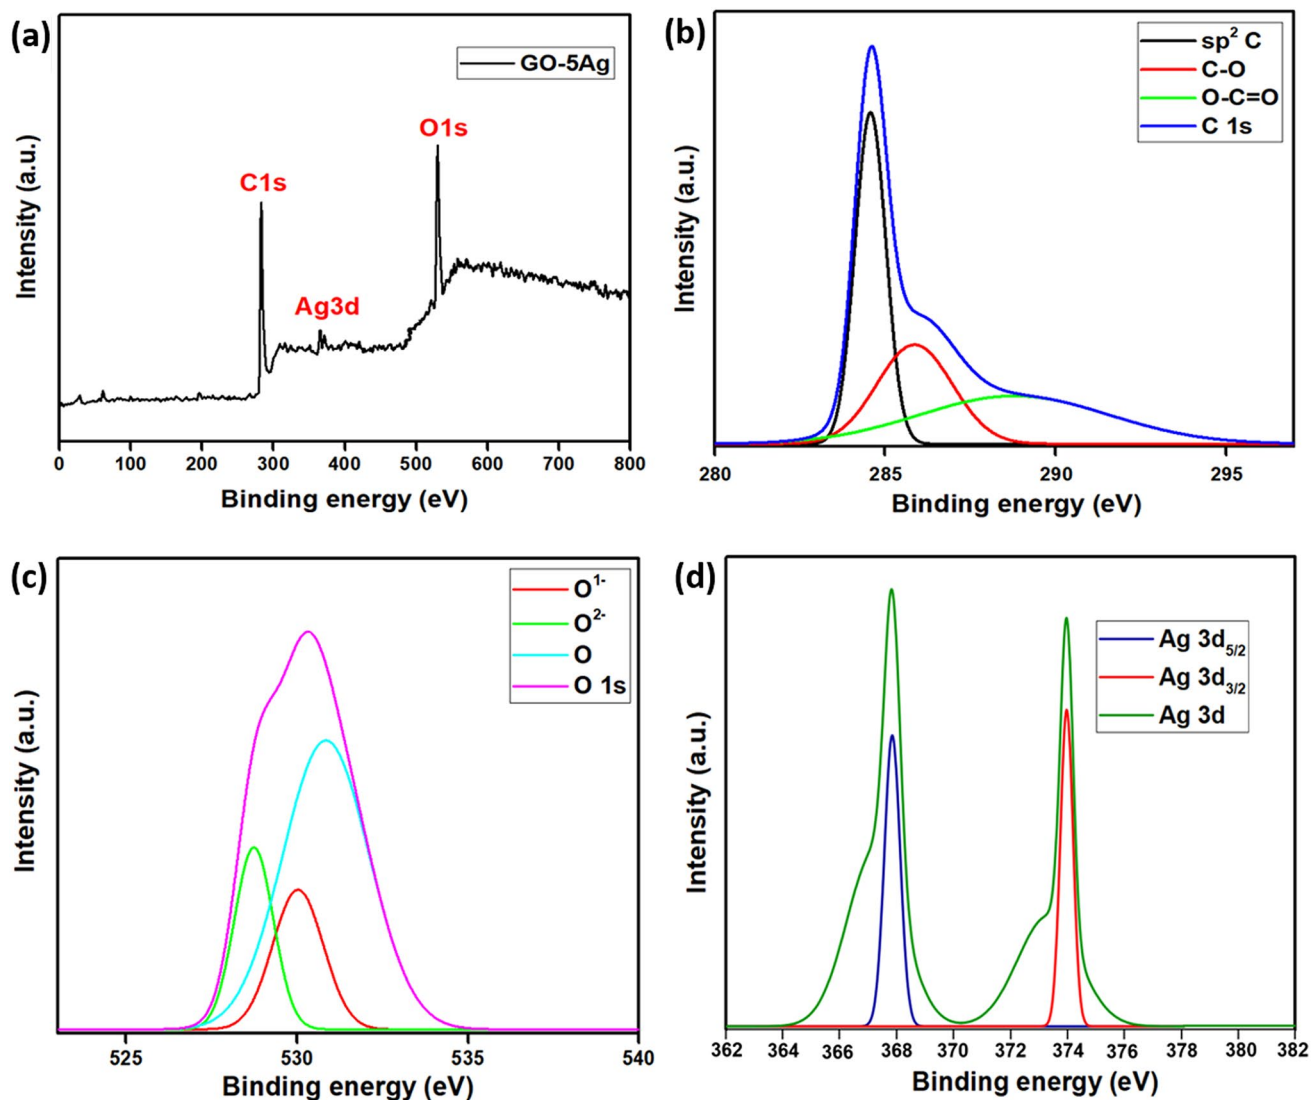 (a)
GO-5Ag
O1s
C1s
Ag3d
Intensity (a.u.)
0 100 200 300 400 500 600 700 800
Binding energy (eV)
(b)
sp² C
C-O
O-C=O
C 1s
Intensity (a.u.)
280 285 290 295
Binding energy (eV)
(c)
O¹⁻
O²⁻
O
O 1s
Intensity (a.u.)
525 530 535 540
Binding energy (eV)
(d)
Ag 3d₅/₂
Ag 3d₃/₂
Ag 3d
Intensity (a.u.)
362 364 366 368 370 372 374 376 378 380 382
Binding energy (eV)